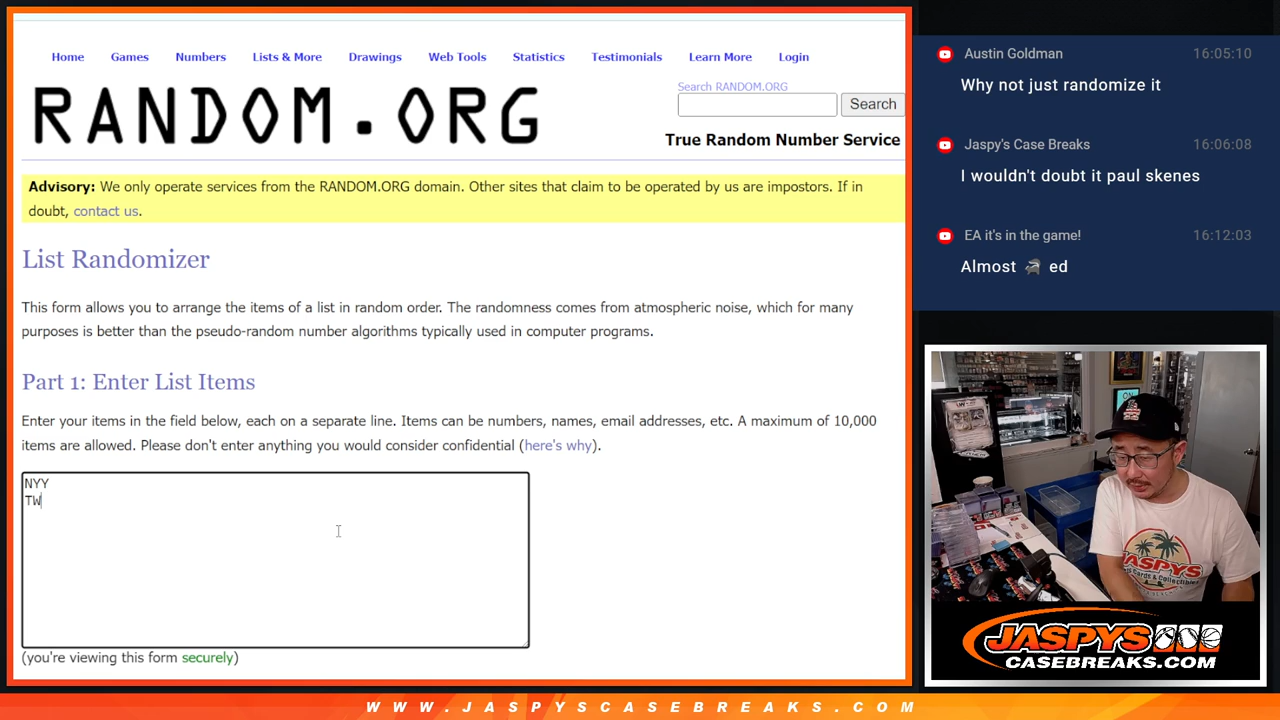 Home Games Numbers Lists & More Drawings Web Tools Statistics Testimonials Learn More Login
RANDOM.ORG
Search RANDOM.ORG
Search
True Random Number Service
Advisory: We only operate services from the RANDOM.ORG domain. Other sites that claim to be operated by us are impostors. If in
doubt, contact us.
List Randomizer
This form allows you to arrange the items of a list in random order. The randomness comes from atmospheric noise, which for many
purposes is better than the pseudo-random number algorithms typically used in computer programs.
Part 1: Enter List Items
Enter your items in the field below, each on a separate line. Items can be numbers, names, email addresses, etc. A maximum of 10,000
items are allowed. Please don't enter anything you would consider confidential (here's why).
NYY
TW
(you're viewing this form securely)
Austin Goldman 16:05:10
Why not just randomize it
Jaspy's Case Breaks 16:06:08
I wouldn't doubt it paul skenes
EA it's in the game! 16:12:03
Almost ed
JASPYS
JASPYS
CASEBREAKS.COM
WWW.JASPYSCASEBREAKS.COM